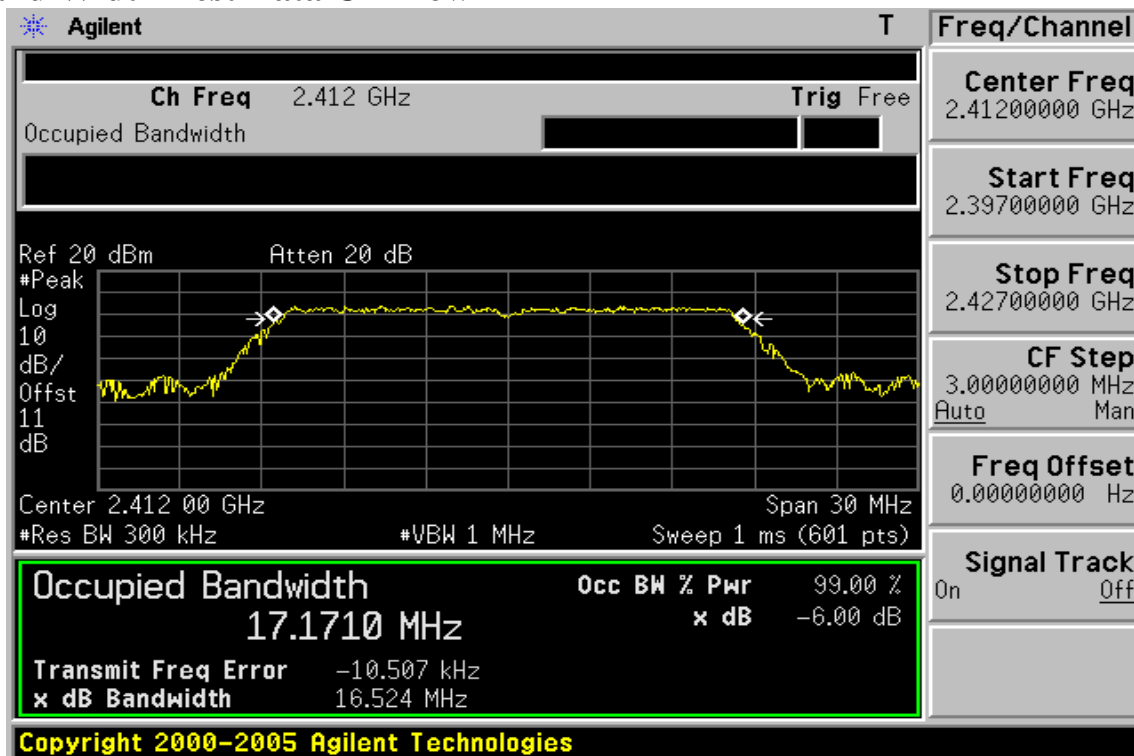 Agilent T
Freq/Channel
Ch Freq 2.412 GHz Trig Free
Occupied Bandwidth
Center Freq
2.41200000 GHz
Start Freq
2.39700000 GHz
Stop Freq
2.42700000 GHz
CF Step
3.00000000 MHz
Auto Man
Freq Offset
0.00000000 Hz
Signal Track
On Off
Ref 20 dBm Atten 20 dB
#Peak
Log
10
dB/
Offst
11
dB
Center 2.412 00 GHz Span 30 MHz
#Res BW 300 kHz #VBW 1 MHz Sweep 1 ms (601 pts)
Occupied Bandwidth Occ BW % Pwr 99.00 %
17.1710 MHz x dB -6.00 dB
Transmit Freq Error -10.507 kHz
x dB Bandwidth 16.524 MHz
Copyright 2000-2005 Agilent Technologies